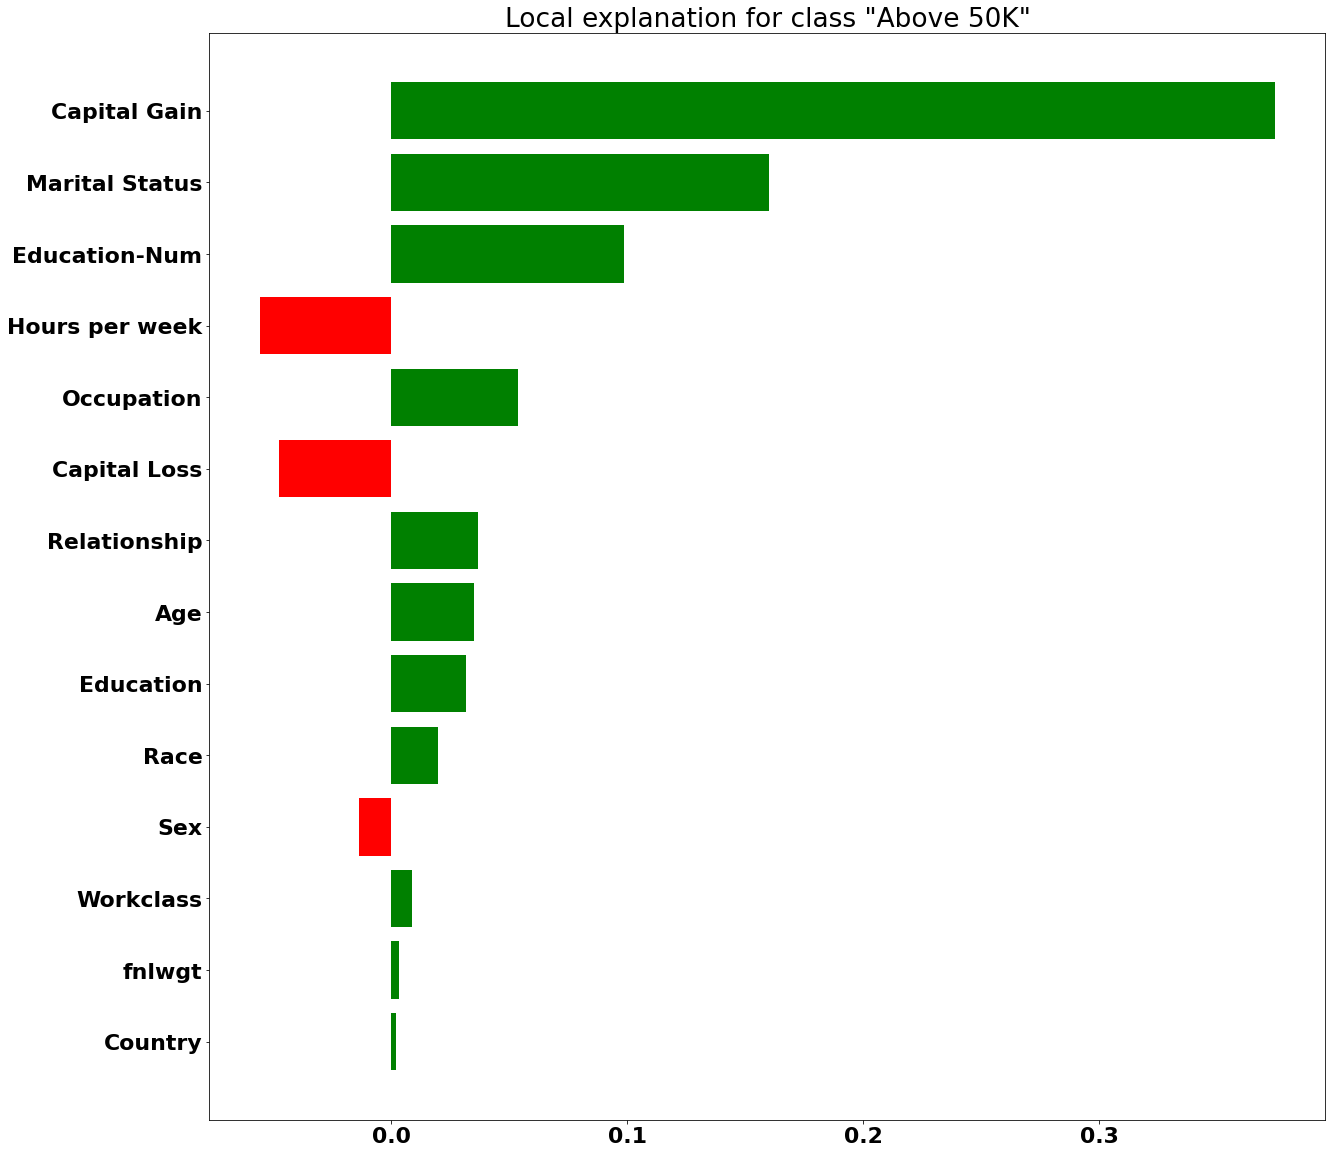 Local explanation for class "Above 50K"
Capital Gain
Marital Status
Education-Num
Hours per week
Occupation
Capital Loss
Relationship
Age
Education
Race
Sex
Workclass
fnlwgt
Country
0.0 0.1 0.2 0.3